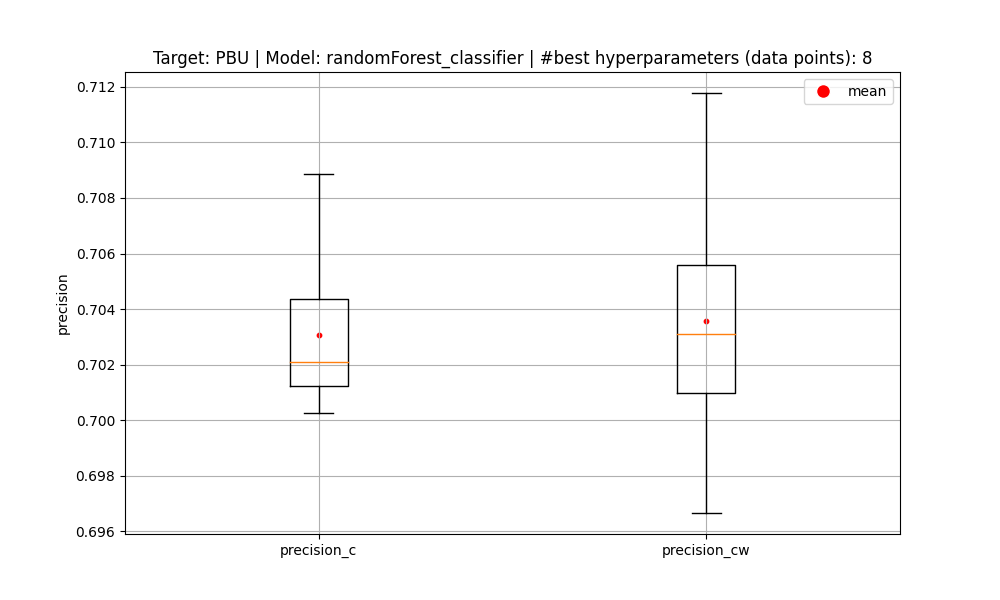 Target: PBU | Model: randomForest_classifier | #best hyperparameters (data points): 8
mean
0.712
0.710
0.708
0.706
0.704
0.702
0.700
0.698
0.696
precision
precision_c
precision_cw